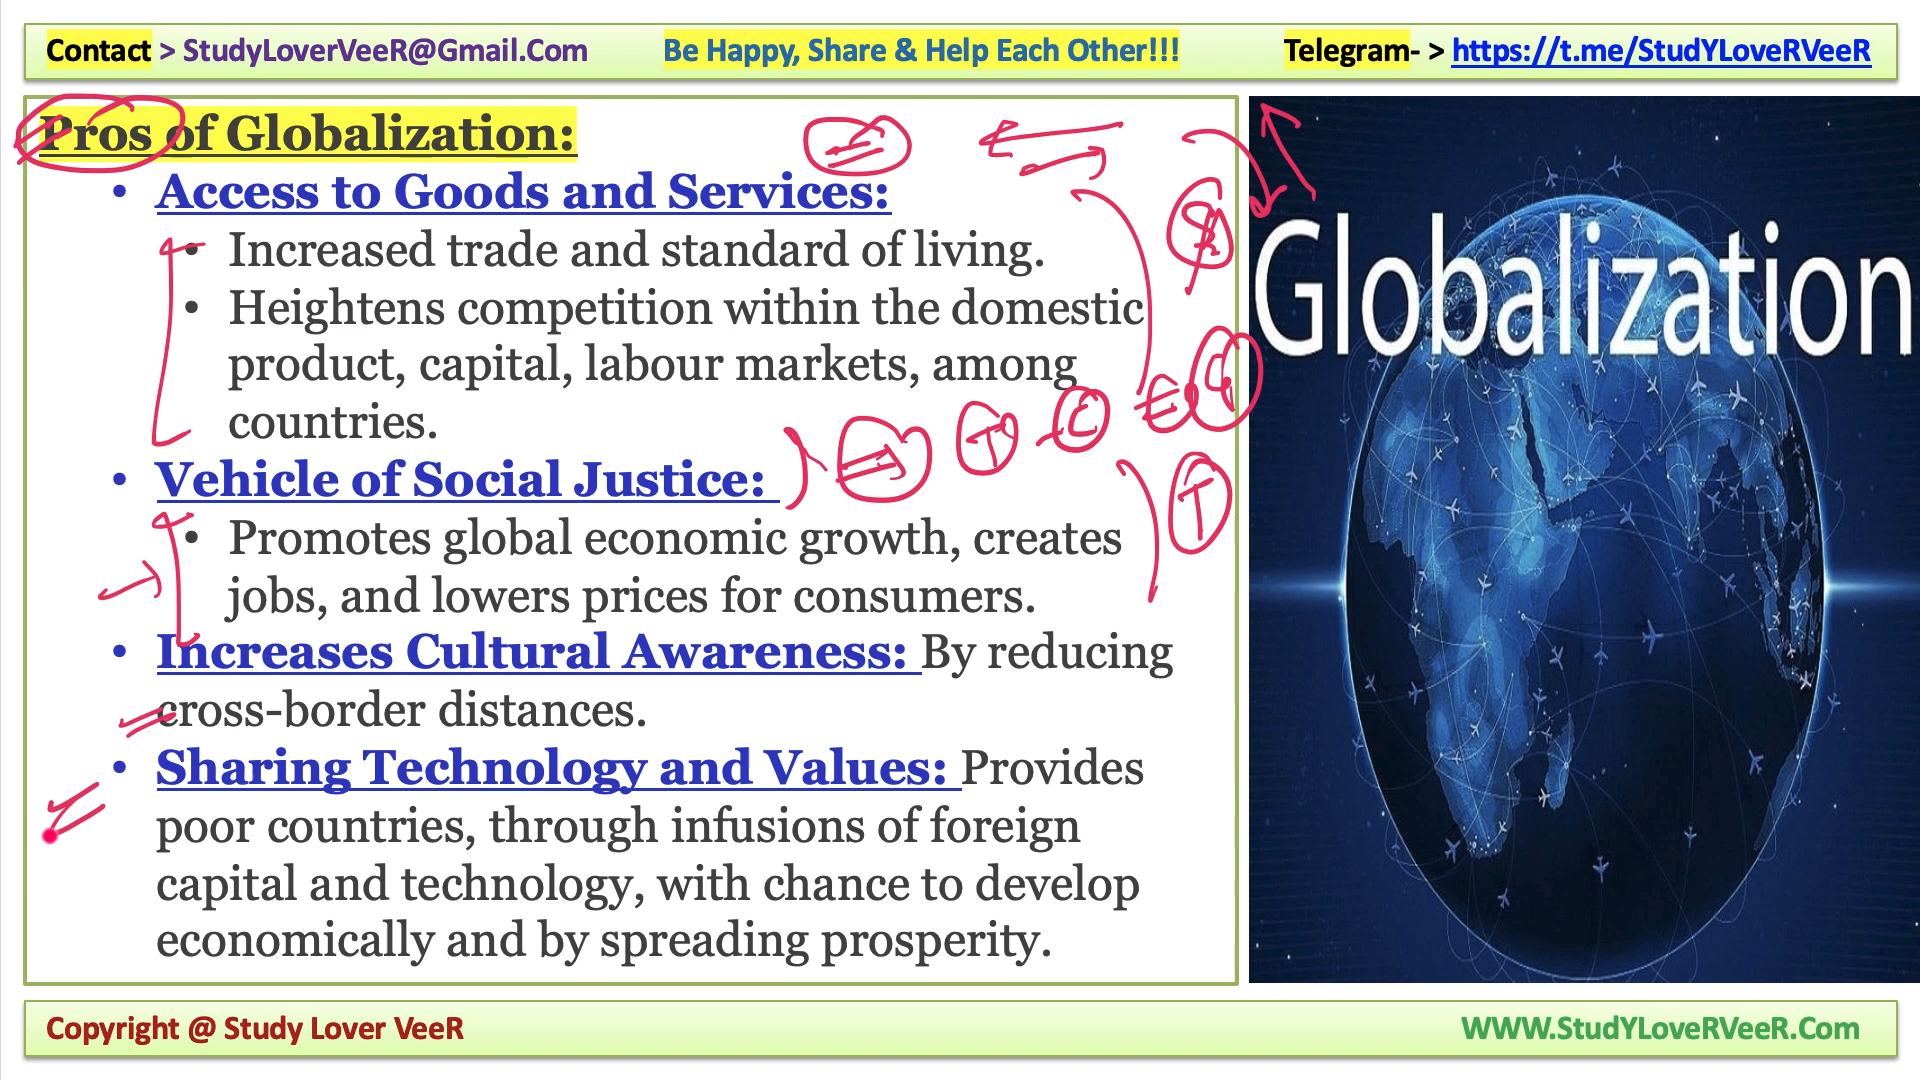 Contact > StudyLoverVeeR@Gmail.Com Be Happy, Share & Help Each Other!!! Telegram- > https://t.me/StudYLoveRVeeR
Pros of Globalization:
• Access to Goods and Services:
• Increased trade and standard of living.
• Heightens competition within the domestic
product, capital, labour markets, among
countries.
• Vehicle of Social Justice:
• Promotes global economic growth, creates
jobs, and lowers prices for consumers.
• Increases Cultural Awareness: By reducing
cross-border distances.
• Sharing Technology and Values: Provides
poor countries, through infusions of foreign
capital and technology, with chance to develop
economically and by spreading prosperity.
Globalization
T
C
T
Copyright @ Study Lover VeeR WWW.StudYLoveRVeeR.Com